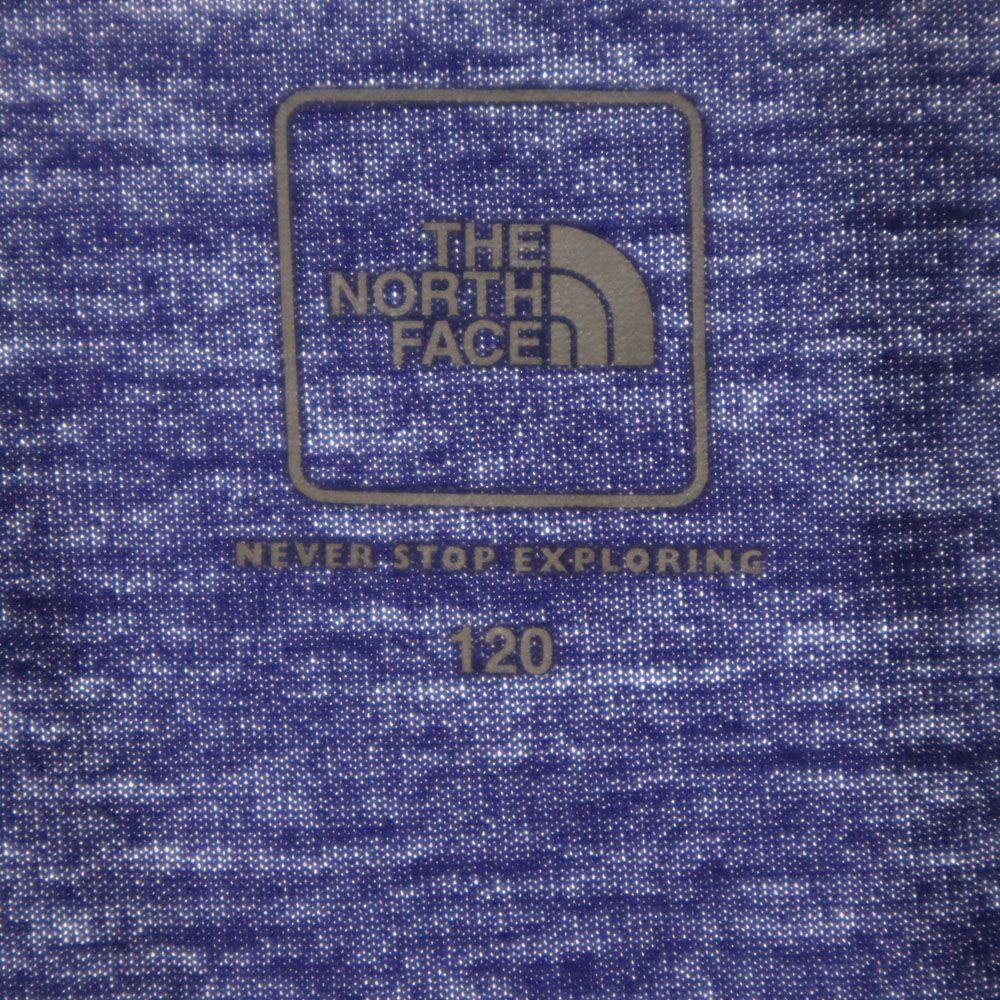 THE
NORTH
FACE
NEVER STOP EXPLORING
120